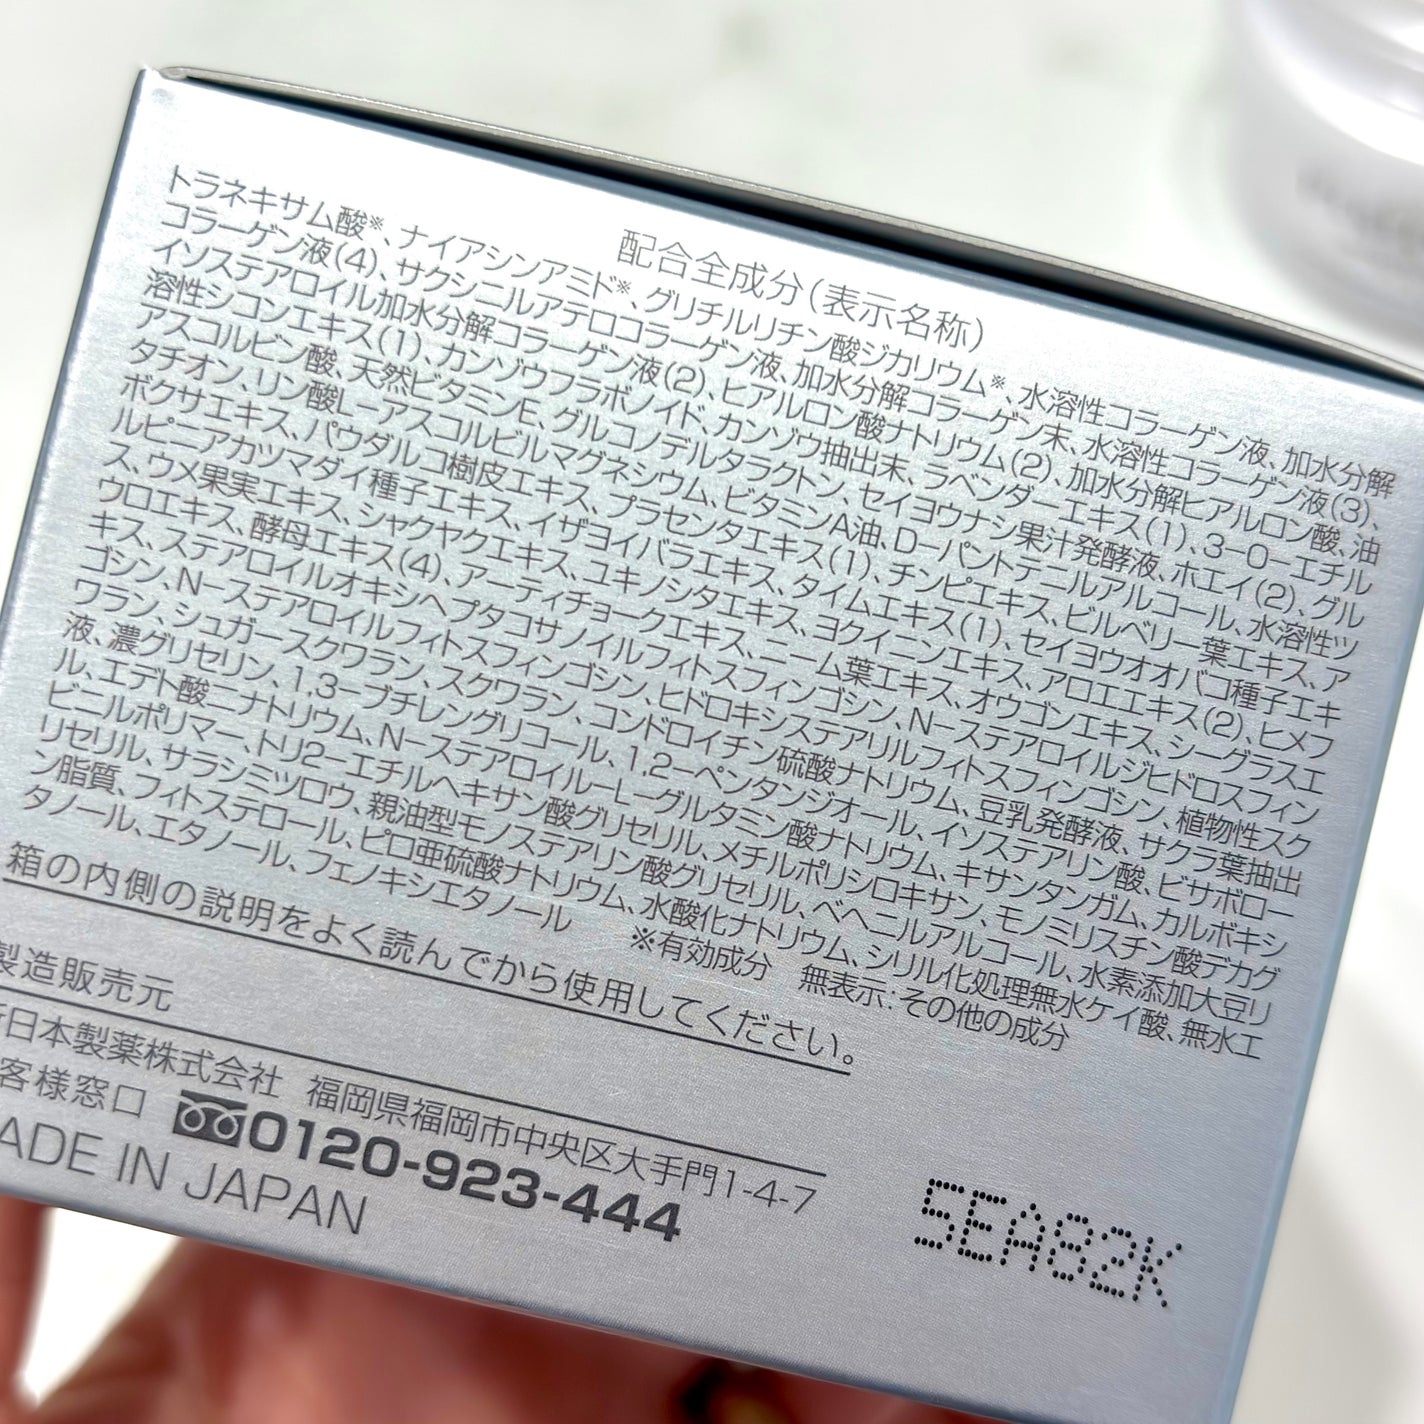 配合全成分(表示名称)
トラネキサム酸※、ナイアシンアミド※、グリチルリチン酸ジカリウム※、水溶性コラーゲン液、加水分解
コラーゲン液(4)、サクシニルアテロコラーゲン液、加水分解コラーゲン末、水溶性コラーゲン液(3)、
イソステアロイル加水分解コラーゲン液(2)、ヒアルロン酸ナトリウム(2)、加水分解ヒアルロン酸、油
溶性シコンエキス(1)、カンゾウフラボノイド、カンゾウ抽出末、ラベンダーエキス(1)、3-O-エチル
アスコルビン酸、天然ビタミンE、グルコノデルタラクトン、セイヨウナシ果汁発酵液、ホエイ(2)、グル
タチオン、リン酸L-アスコルビルマグネシウム、ビタミンA油、D-パントテニルアルコール、水溶性ツ
ボクサエキス、パウダルコ樹皮エキス、プラセンタエキス(1)、チンピエキス、ビルベリー葉エキス、ア
ルピニアカツマダイ種子エキス、イザヨイバラエキス、タイムエキス(1)、セイヨウオオバコ種子エキ
ス、ウメ果実エキス、シャクヤクエキス、ユキノシタエキス、ヨクイニンエキス、アロエエキス(2)、ヒメフ
ウロエキス、酵母エキス(4)、アーティチョークエキス、ニーム葉エキス、オウゴンエキス、シーグラスエ
キス、ステアロイルオキシヘプタコサノイルフィトスフィンゴシン、N-ステアロイルジヒドロスフィン
ゴシン、N-ステアロイルフィトスフィンゴシン、ヒドロキシステアリルフィトスフィンゴシン、植物性スク
ワラン、シュガースクワラン、スクワラン、コンドロイチン硫酸ナトリウム、豆乳発酵液、サクラ葉抽出
液、濃グリセリン、1,3-ブチレングリコール、1,2-ペンタンジオール、イソステアリン酸、ビサボロー
ル、エデト酸二ナトリウム、N-ステアロイル-L-グルタミン酸ナトリウム、キサンタンガム、カルボキシ
ビニルポリマー、トリ2-エチルヘキサン酸グリセリル、メチルポリシロキサン、モノミリスチン酸デカグ
リセリル、サラシミツロウ、親油型モノステアリン酸グリセリル、ベヘニルアルコール、水素添加大豆リ
ン脂質、フィトステロール、ピロ亜硫酸ナトリウム、水酸化ナトリウム、シリル化処理無水ケイ酸、無水エ
タノール、エタノール、フェノキシエタノール ※有効成分 無表示:その他の成分
箱の内側の説明をよく読んでから使用してください。
製造販売元
新日本製薬株式会社 福岡県福岡市中央区大手門1-4-7
客様窓口 0120-923-444
ADE IN JAPAN
5EA82K